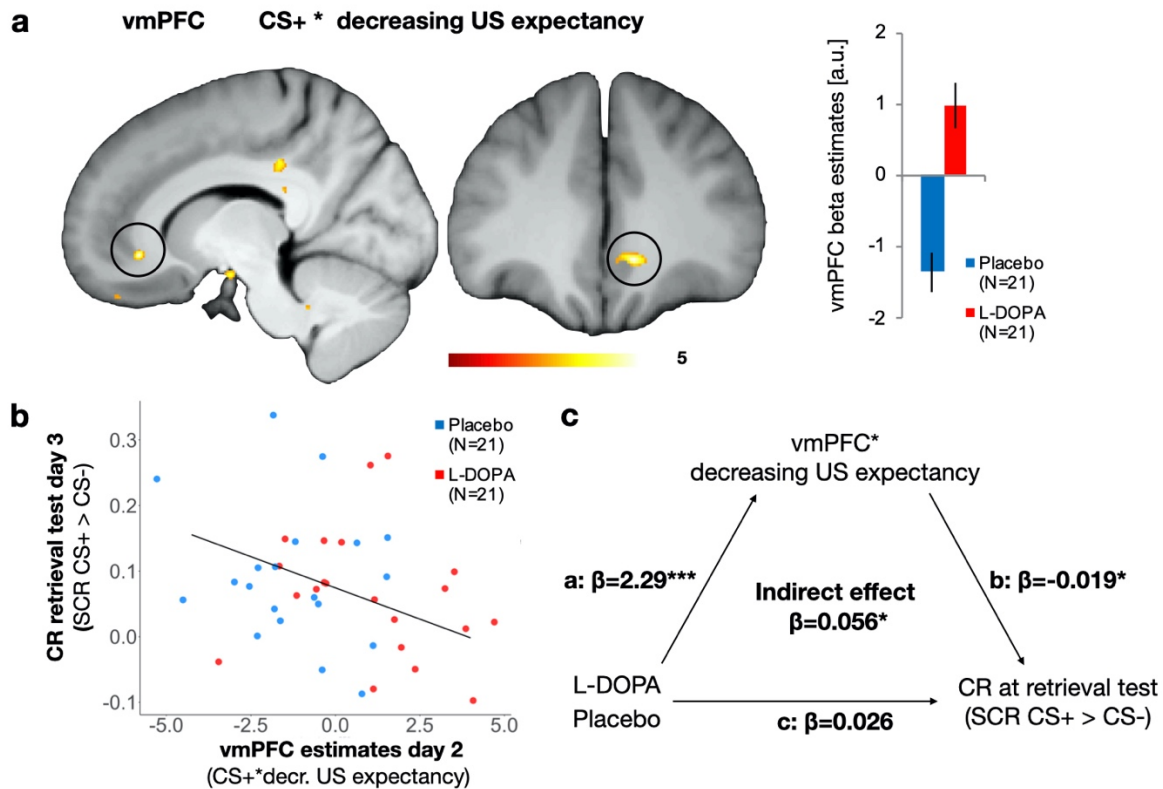 a
vmPFC CS+ * decreasing US expectancy
5
vmPFC beta estimates [a.u.]
2
1
0
-1
-2
Placebo
(N=21)
L-DOPA
(N=21)
b
CR retrieval test day 3
(SCR CS+ > CS-)
0.3
0.2
0.1
0.0
-0.1
-5.0 -2.5 0.0 2.5 5.0
vmPFC estimates day 2
(CS+*decr. US expectancy)
Placebo
(N=21)
L-DOPA
(N=21)
c
vmPFC*
decreasing US expectancy
a: β=2.29***
Indirect effect
β=0.056*
b: β=-0.019*
L-DOPA
Placebo
c: β=0.026
CR at retrieval test
(SCR CS+ > CS-)